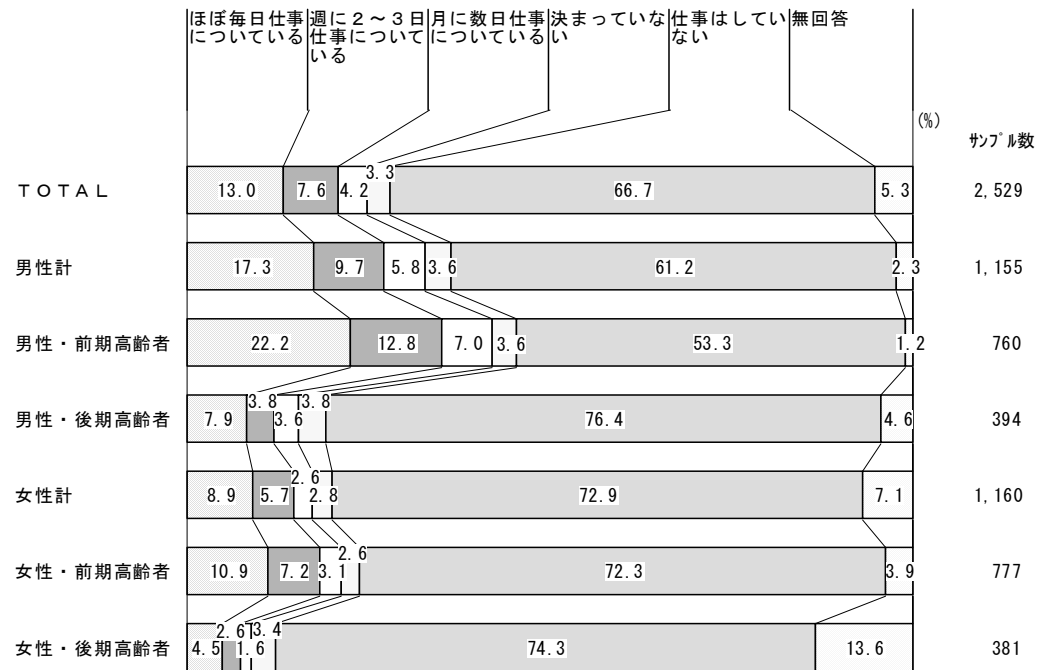 ほぼ毎日仕事についている
週に２～３日仕事についている
月に数日仕事についている
決まっていない
仕事はしていない
無回答
(%)
ｻﾝﾌﾟﾙ数
ＴＯＴＡＬ 13.0 7.6 4.2 3.3 66.7 5.3 2,529
男性計 17.3 9.7 5.8 3.6 61.2 2.3 1,155
男性・前期高齢者 22.2 12.8 7.0 3.6 53.3 1.2 760
男性・後期高齢者 7.9 3.8 3.6 3.8 76.4 4.6 394
女性計 8.9 5.7 2.6 2.8 72.9 7.1 1,160
女性・前期高齢者 10.9 7.2 3.1 2.6 72.3 3.9 777
女性・後期高齢者 4.5 2.6 1.6 3.4 74.3 13.6 381